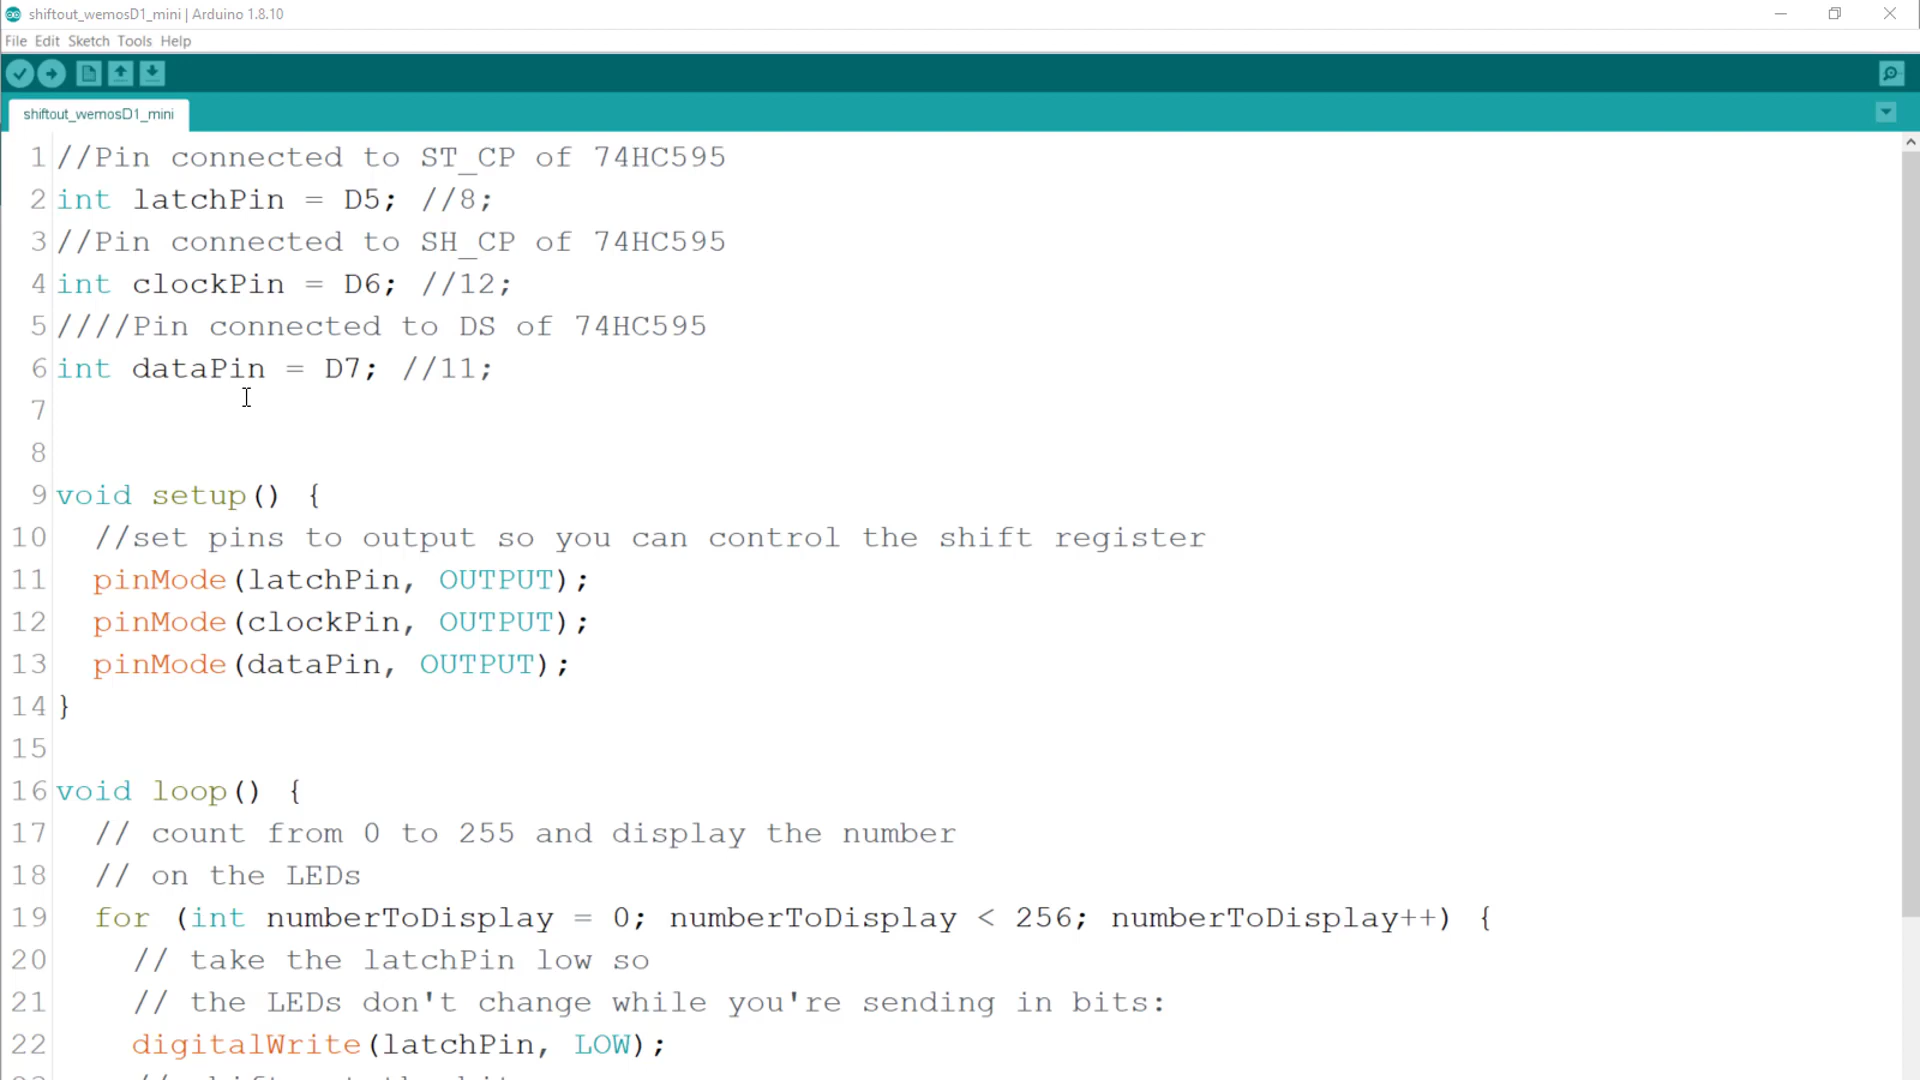 shiftout_wemosD1_mini | Arduino 1.8.10
File Edit Sketch Tools Help
shiftout_wemosD1_mini
1 //Pin connected to ST_CP of 74HC595
2 int latchPin = D5; //8;
3 //Pin connected to SH_CP of 74HC595
4 int clockPin = D6; //12;
5 ////Pin connected to DS of 74HC595
6 int dataPin = D7; //11;
7
8
9 void setup() {
10   //set pins to output so you can control the shift register
11   pinMode(latchPin, OUTPUT);
12   pinMode(clockPin, OUTPUT);
13   pinMode(dataPin, OUTPUT);
14 }
15
16 void loop() {
17   // count from 0 to 255 and display the number
18   // on the LEDs
19   for (int numberToDisplay = 0; numberToDisplay < 256; numberToDisplay++) {
20     // take the latchPin low so
21     // the LEDs don't change while you're sending in bits:
22     digitalWrite(latchPin, LOW);